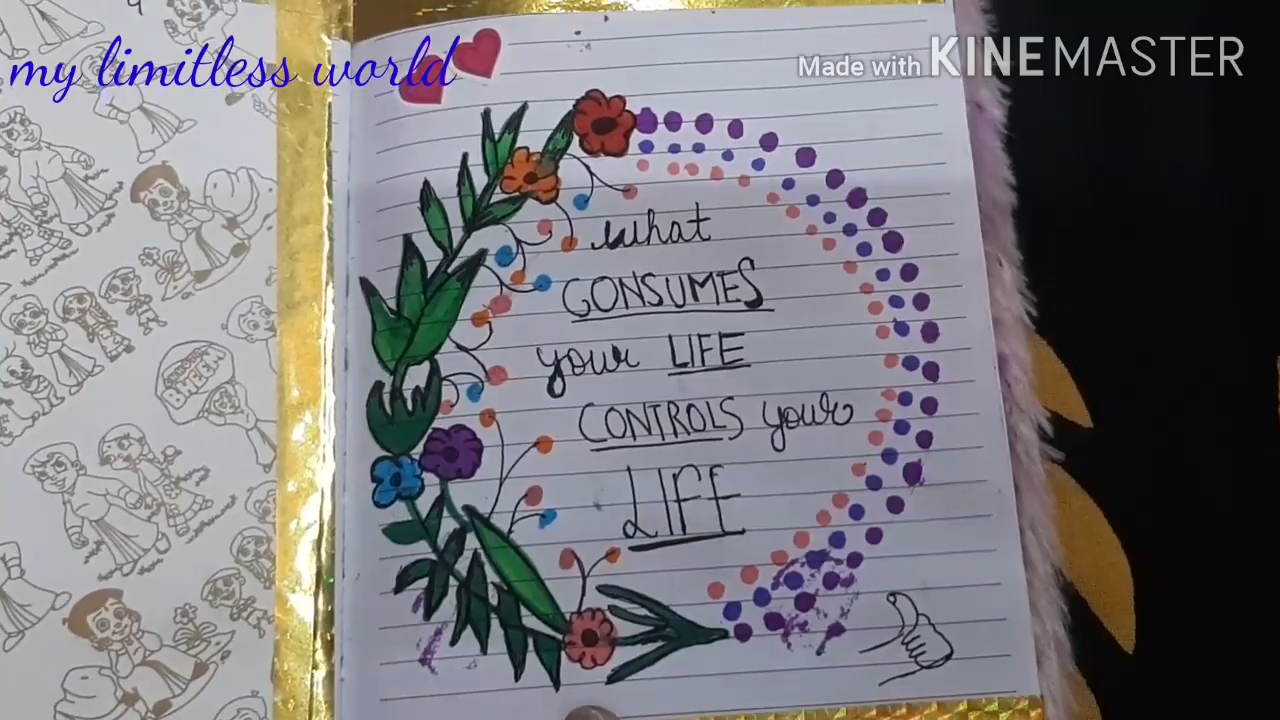 my limitless world
Made with KINEMASTER
what
CONSUMES
your LIFE
CONTROLS your
LIFE